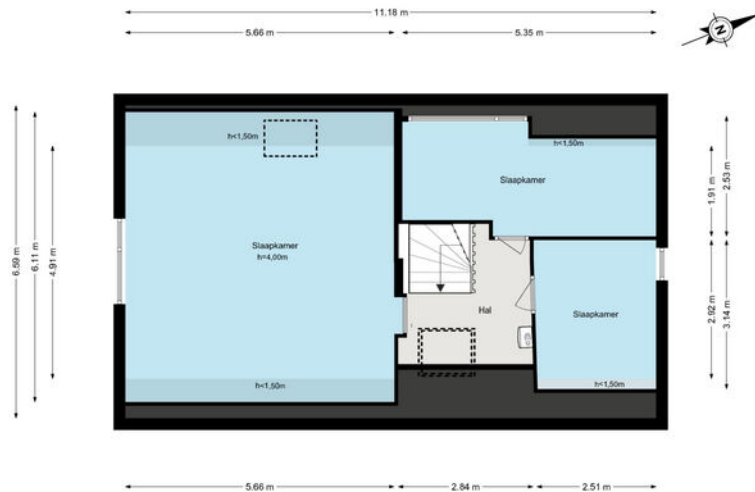 11.18 m
5.66 m
5.35 m
N
h<1,50m
h<1,50m
Slaapkamer
Slaapkamer
h=4,00m
Slaapkamer
Hal
h<1,50m
h<1,50m
6.59 m
6.11 m
4.91 m
1.91 m
2.53 m
2.92 m
3.14 m
5.66 m
2.84 m
2.51 m